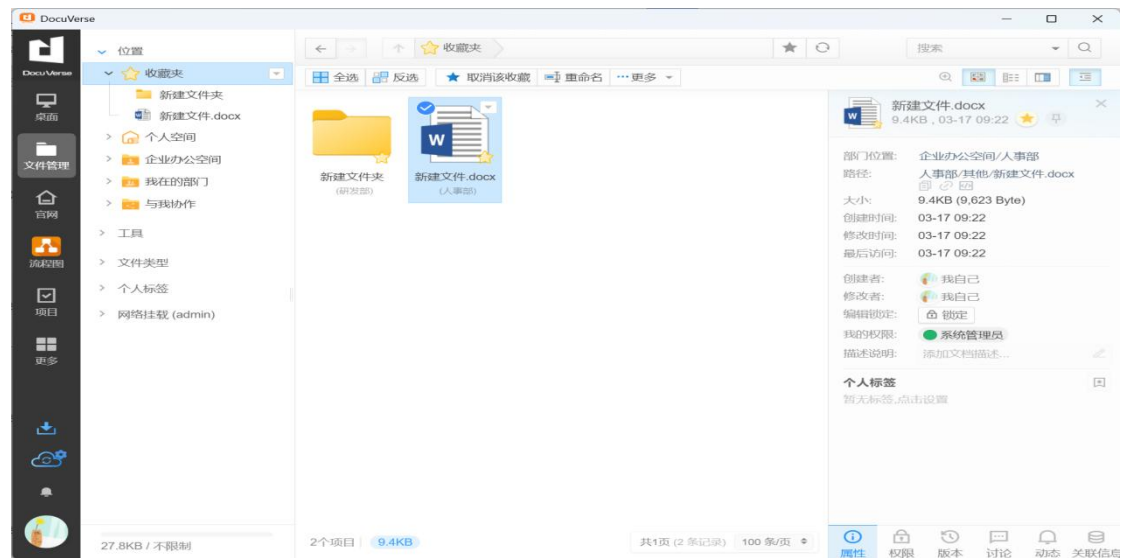 DocuVerse
DocuVerse
桌面
文件管理
官网
流程图
项目
更多
位置
收藏夹
新建文件夹
新建文件.docx
个人空间
企业办公空间
我在的部门
与我协作
工具
文件类型
个人标签
网络挂载 (admin)
27.8KB / 不限制
收藏夹
搜索
全选 反选 取消该收藏 重命名 ···更多
新建文件夹
(研发部)
新建文件.docx
(人事部)
2个项目 9.4KB
共1页 (2 条记录) 100 条/页
新建文件.docx
9.4KB , 03-17 09:22
部门位置: 企业办公空间/人事部
路径: 人事部/其他/新建文件.docx
大小: 9.4KB (9,623 Byte)
创建时间: 03-17 09:22
修改时间: 03-17 09:22
最后访问: 03-17 09:22
创建者: 我自己
修改者: 我自己
编辑锁定: 锁定
我的权限: 系统管理员
描述说明: 添加文档描述...
个人标签
暂无标签,点击设置
属性 权限 版本 讨论 动态 关联信息